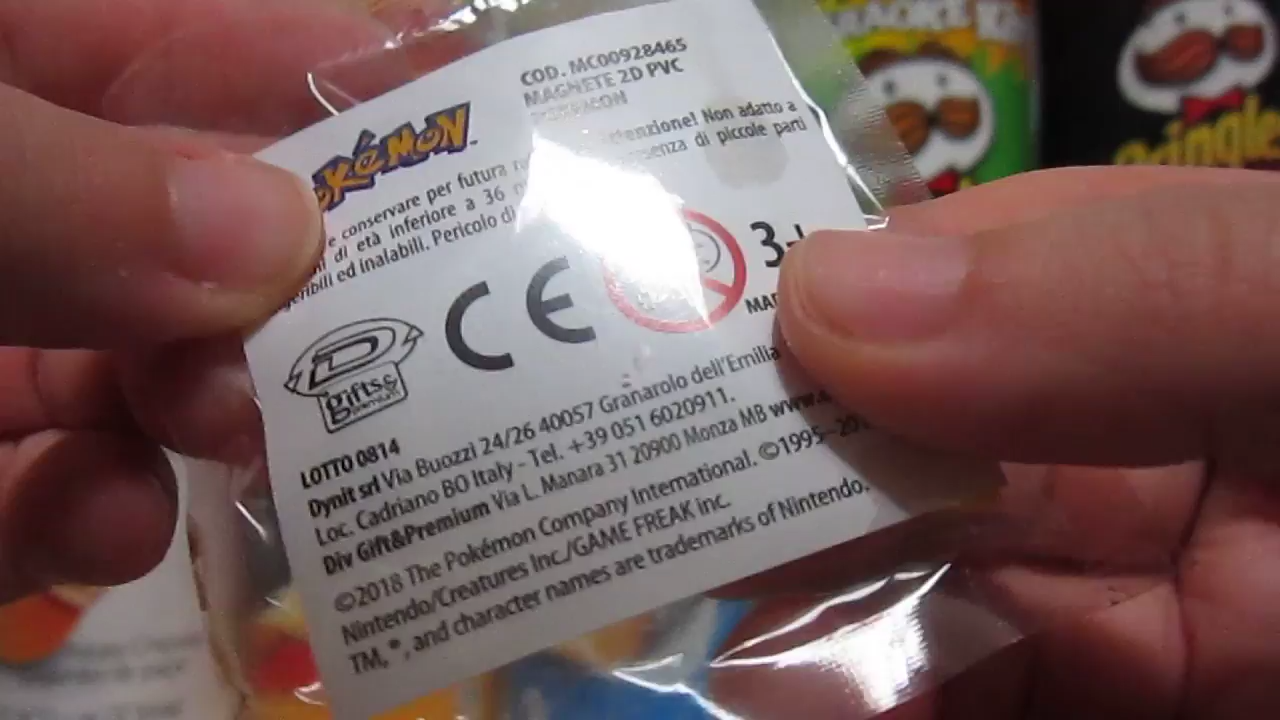 COD. MC00928465
MAGNETE 2D PVC
POKÉMON
POKÉMON
e conservare per futura
Attenzione! Non adatto a
di età inferiore a 36
di piccole parti
ed inalabili. Pericolo di
CE
3+
D
gifts&
premium
LOTTO 0814
Dynit srl Via Buozzi 24/26 40057 Granarolo dell'Emilia
Loc. Cadriano BO Italy - Tel. +39 051 6020911.
Div Gift&Premium Via L. Manara 31 20900 Monza MB
©2018 The Pokémon Company International. ©1995-
Nintendo/Creatures Inc./GAME FREAK inc.
TM, ®, and character names are trademarks of Nintendo.
Pringles